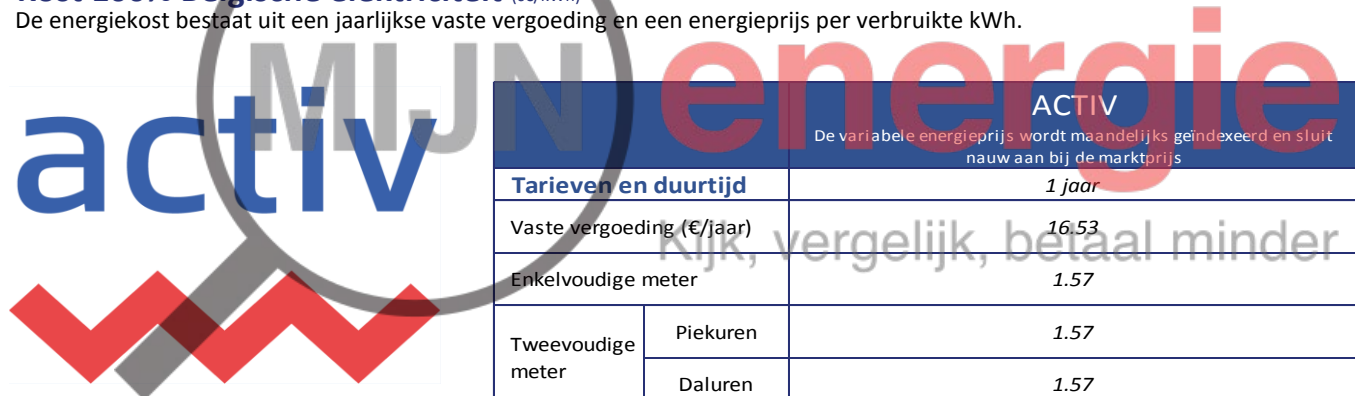 De energiekost bestaat uit een jaarlijkse vaste vergoeding en een energieprijs per verbruikte kWh.
MIJN energie
activ
ACTIV
De variabele energieprijs wordt maandelijks geïndexeerd en sluit
nauw aan bij de marktprijs
Tarieven en duurtijd 1 jaar
Vaste vergoeding (€/jaar) 16.53
Kijk, vergelijk, betaal minder
Enkelvoudige meter 1.57
Tweevoudige meter
Piekuren 1.57
Daluren 1.57